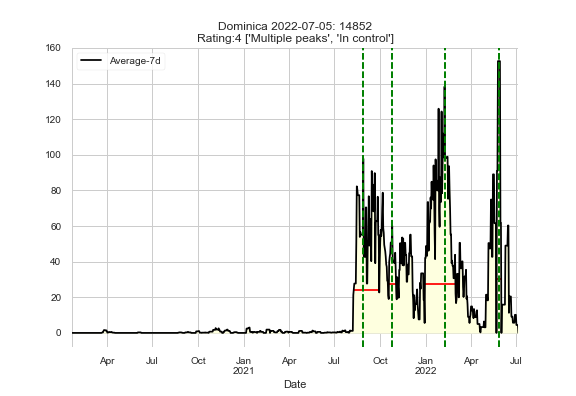 Dominica 2022-07-05: 14852
Rating:4 ['Multiple peaks', 'In control']
Average-7d
160
140
120
100
80
60
40
20
0
Apr Jul Oct Jan Apr Jul Oct Jan Apr Jul
2021 2022
Date